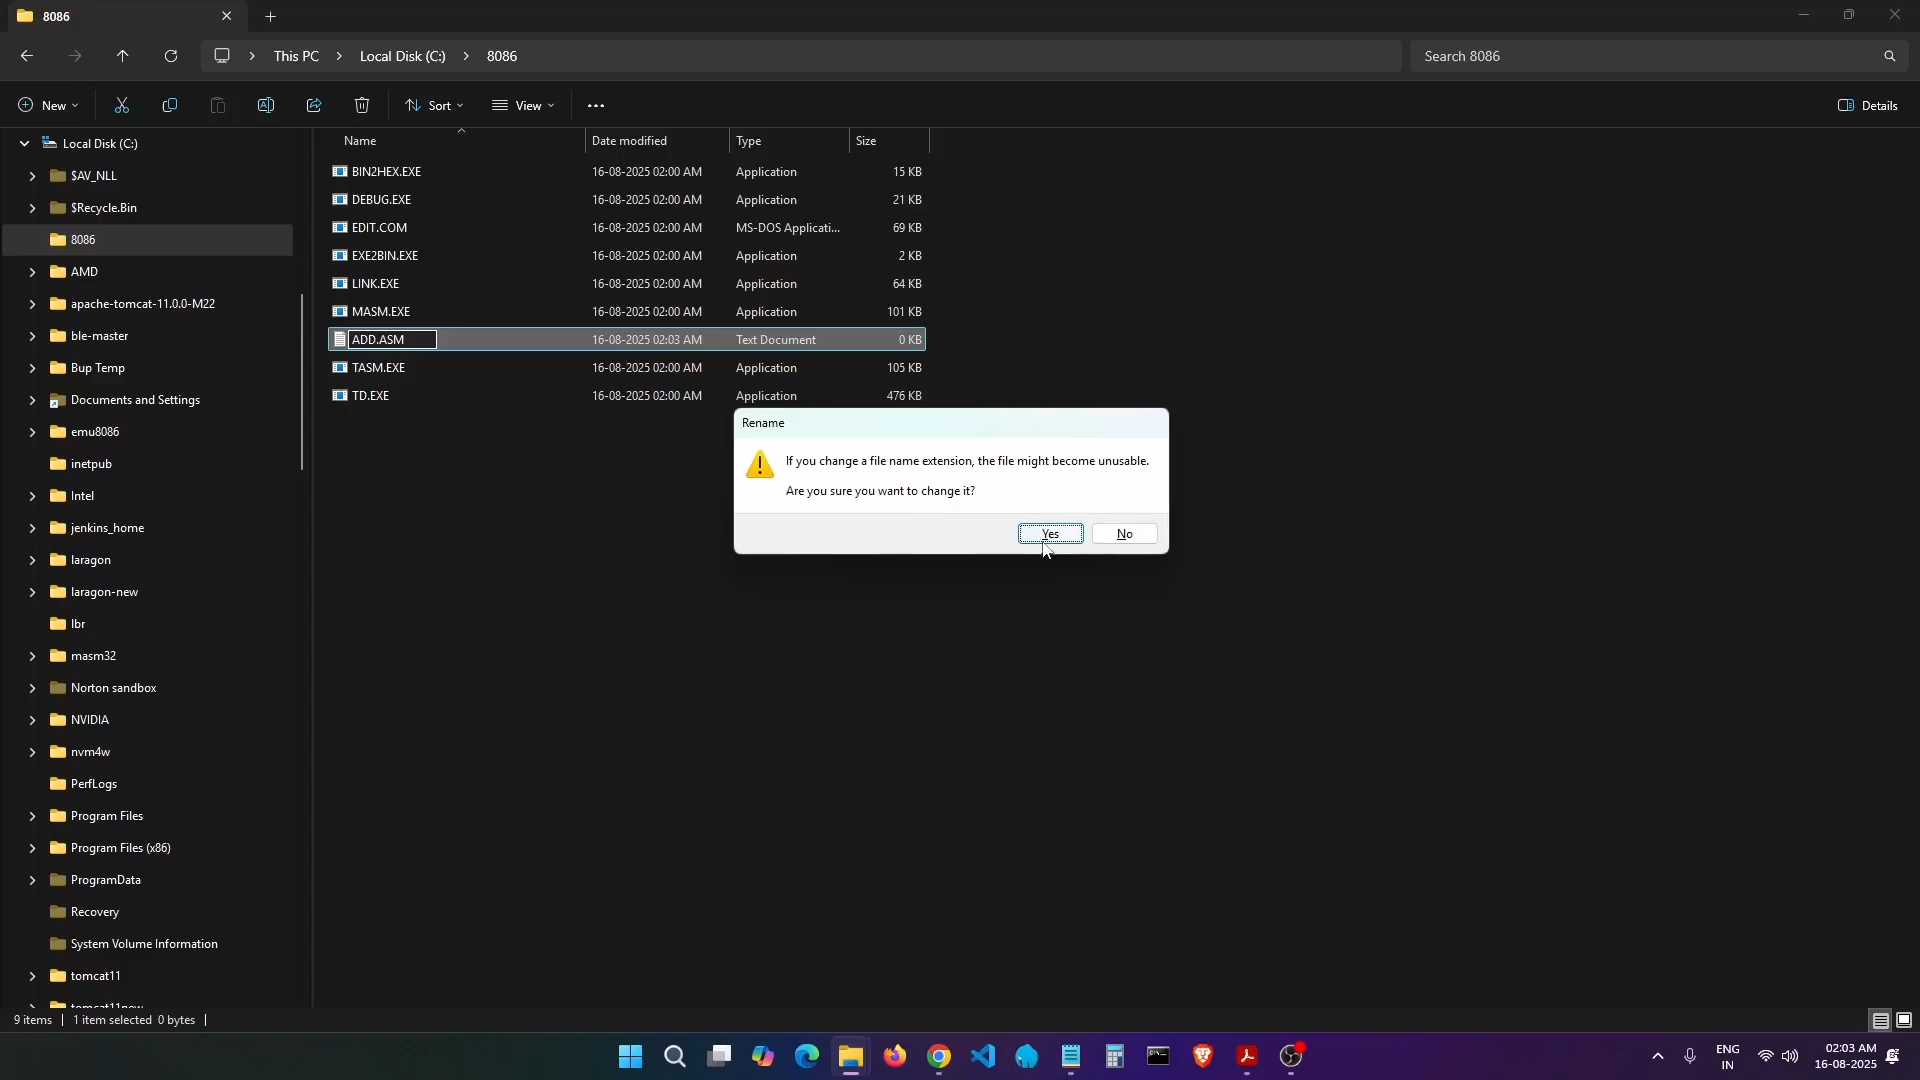 8086
This PC
Local Disk (C:)
8086
Search 8086
New
Sort
View
Details
Local Disk (C:)
$AV_NLL
$Recycle.Bin
8086
AMD
apache-tomcat-11.0.0-M22
ble-master
Bup Temp
Documents and Settings
emu8086
inetpub
Intel
jenkins_home
laragon
laragon-new
lbr
masm32
Norton sandbox
NVIDIA
nvm4w
PerfLogs
Program Files
Program Files (x86)
ProgramData
Recovery
System Volume Information
tomcat11
tomcat11new
Name Date modified Type Size
BIN2HEX.EXE 16-08-2025 02:00 AM Application 15 KB
DEBUG.EXE 16-08-2025 02:00 AM Application 21 KB
EDIT.COM 16-08-2025 02:00 AM MS-DOS Applicati... 69 KB
EXE2BIN.EXE 16-08-2025 02:00 AM Application 2 KB
LINK.EXE 16-08-2025 02:00 AM Application 64 KB
MASM.EXE 16-08-2025 02:00 AM Application 101 KB
ADD.ASM 16-08-2025 02:03 AM Text Document 0 KB
TASM.EXE 16-08-2025 02:00 AM Application 105 KB
TD.EXE 16-08-2025 02:00 AM Application 476 KB
Rename
If you change a file name extension, the file might become unusable.
Are you sure you want to change it?
Yes No
9 items 1 item selected 0 bytes
ENG
IN
02:03 AM
16-08-2025